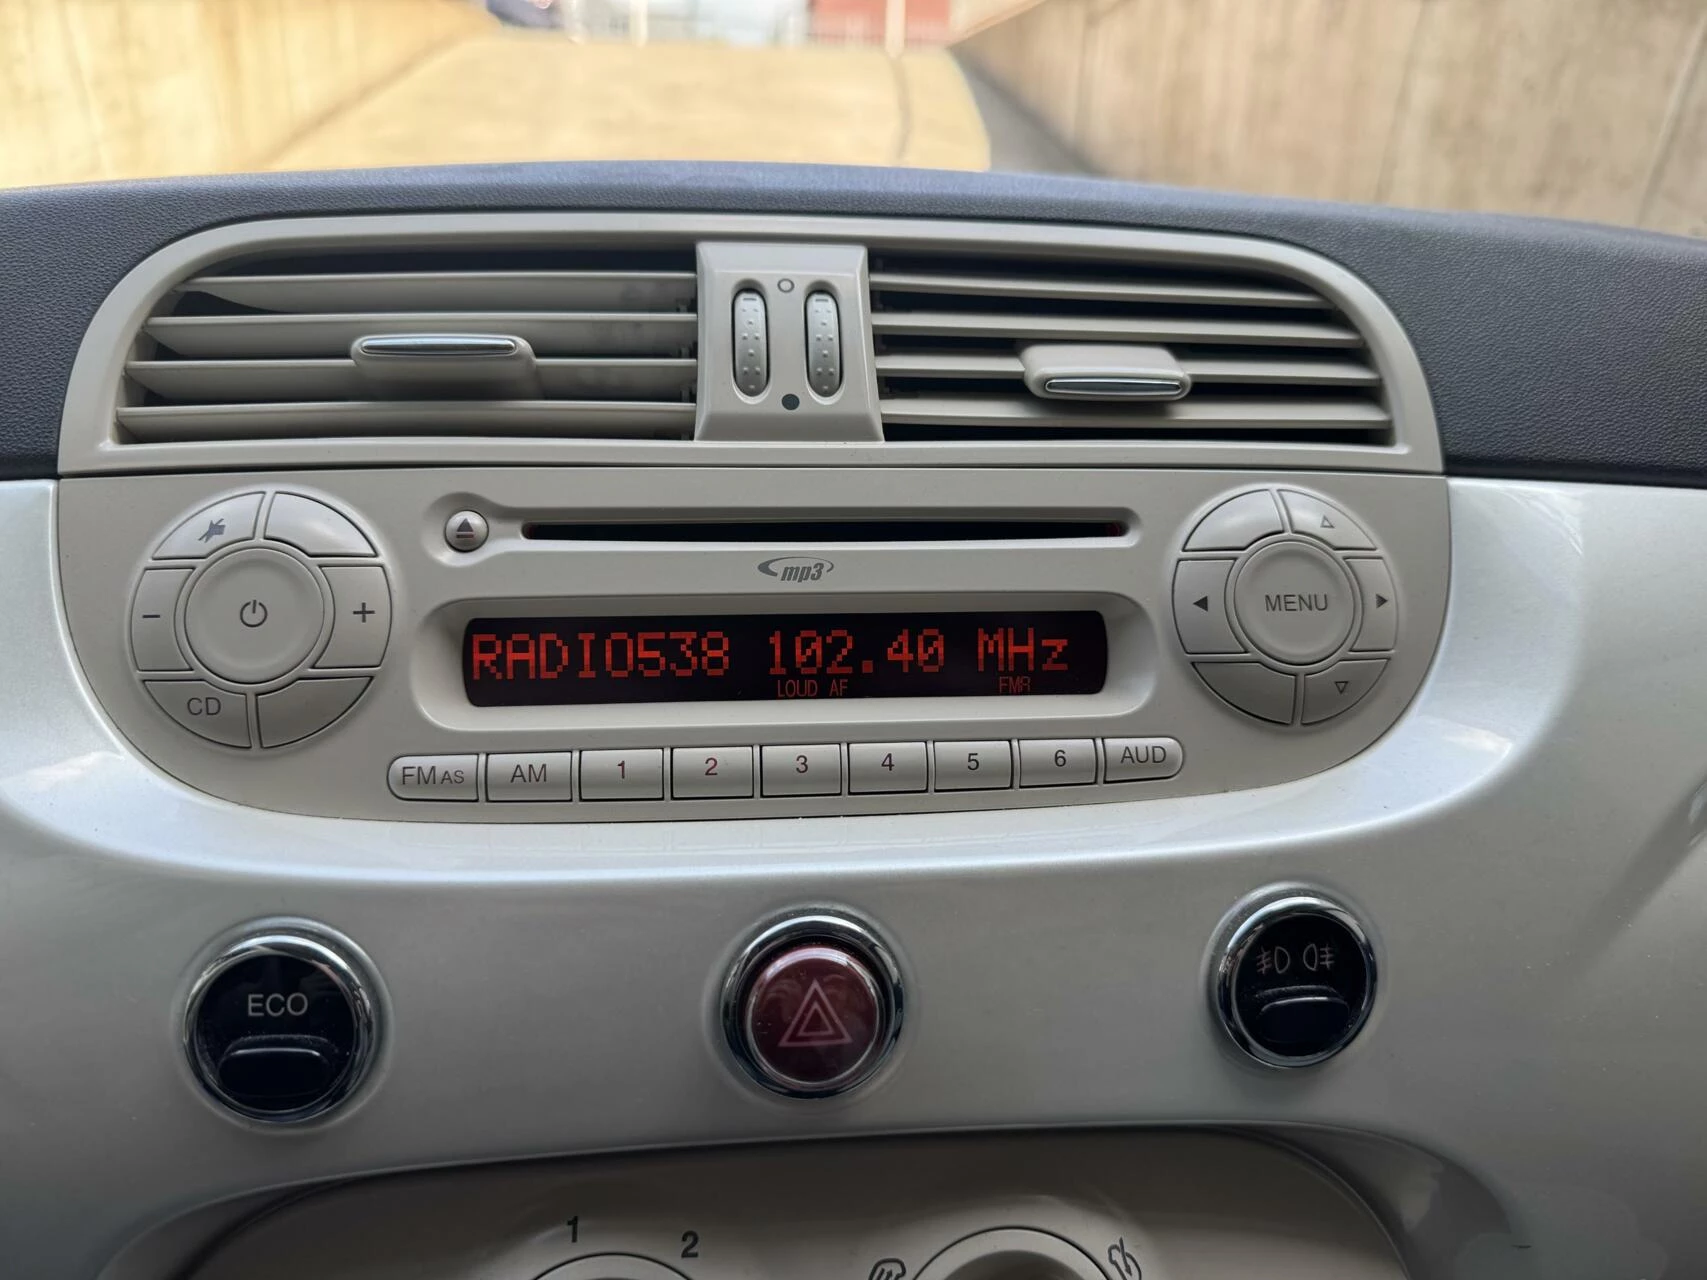 mp3
RADIO538 102.40 MHz
LOUD AF
MENU
CD
FM AS
AM
1
2
3
4
5
6
AUD
ECO
1
2